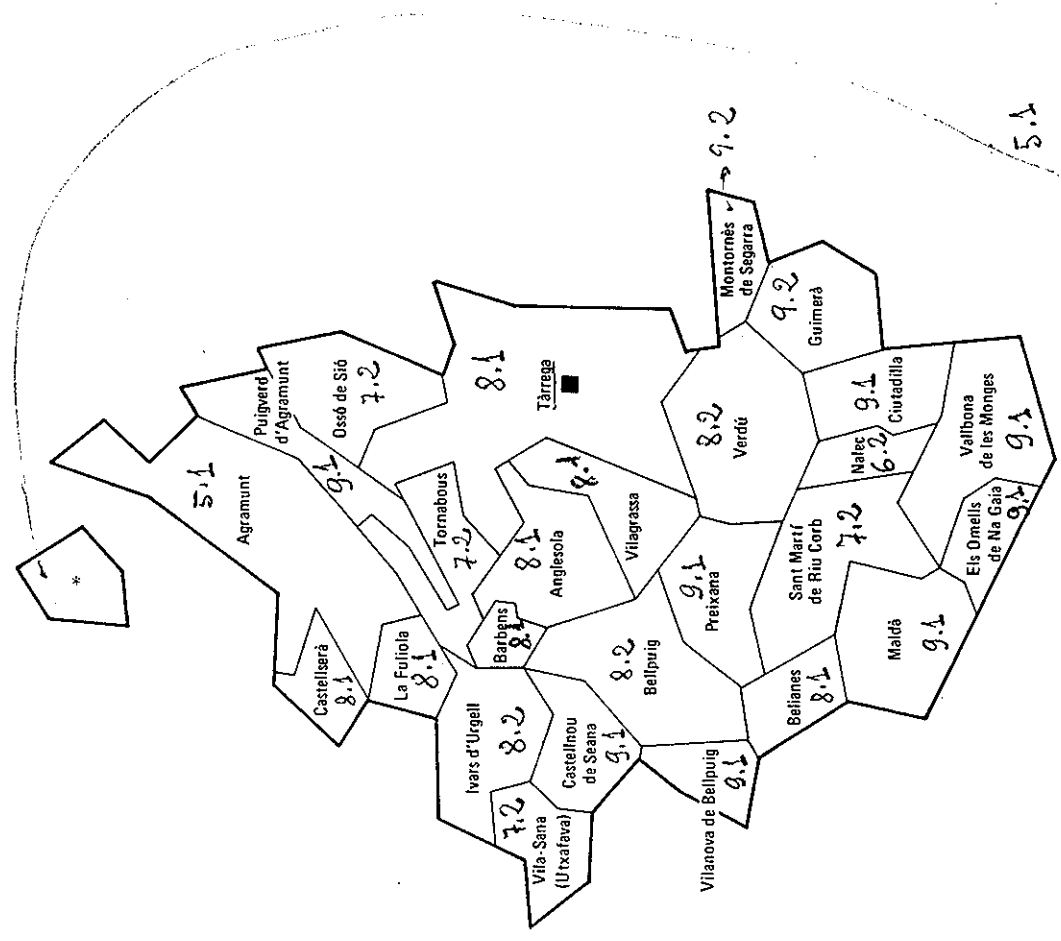 *
5.1
Agramunt
Puigverd
d'Agramunt
9.1
Ossó de Sió
7.2
Castellserà
8.1
La Fuliola
8.1
Tornabous
7.2
8.1
Tàrrega
Ivars d'Urgell
8.2
Barbens
8.1
8.1
Anglesola
8.1
Vilagrassa
7.2
Vila-Sana
(Utxafava)
Castellnou
de Seana
9.1
8.2
Bellpuig
9.1
Preixana
8.2
Verdú
Montornès
de Segarra
→ 9.2
9.2
Guimerà
Vilanova de Bellpuig
9.1
Belianes
8.1
Sant Martí
de Riu Corb
7.2
Nalec
6.2
9.1
Ciutadilla
Maldà
9.1
Els Omells
de Na Gaia
9.1
Vallbona
de les Monges
9.1
5.1